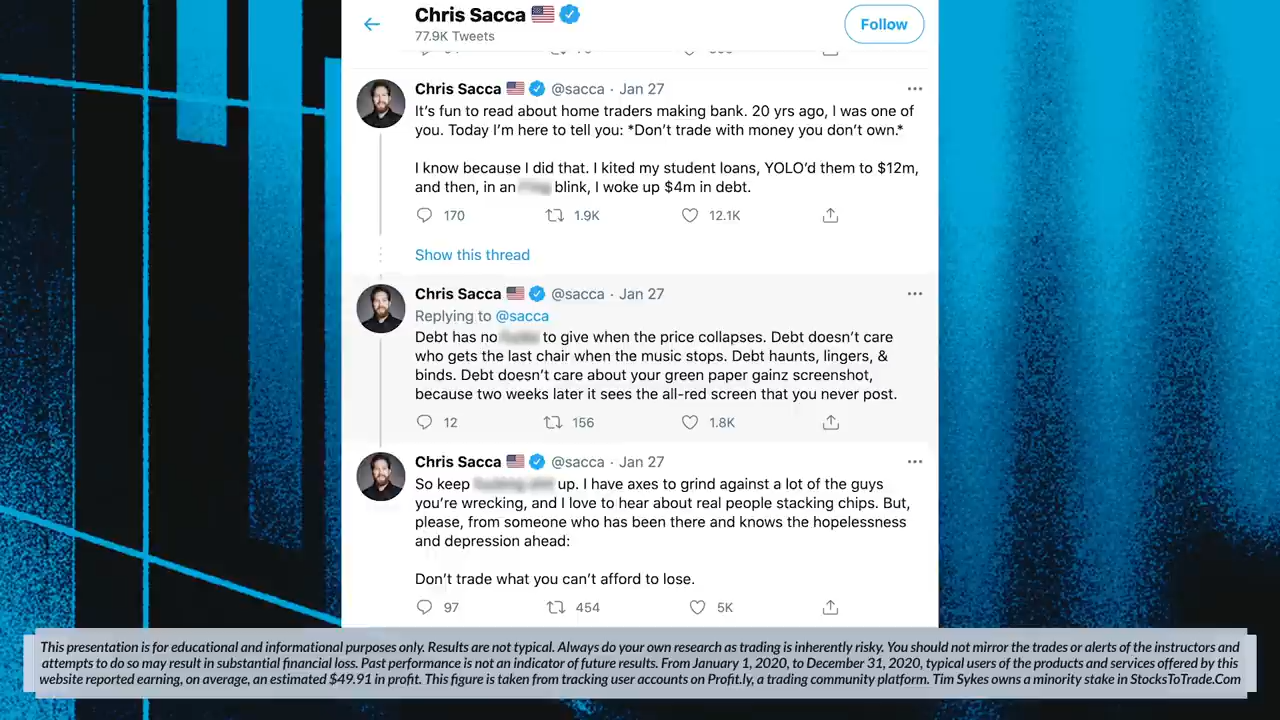 Chris Sacca
77.9K Tweets
Follow
Chris Sacca @sacca · Jan 27
It's fun to read about home traders making bank. 20 yrs ago, I was one of
you. Today I'm here to tell you: *Don't trade with money you don't own.*
I know because I did that. I kited my student loans, YOLO'd them to $12m,
and then, in an blink, I woke up $4m in debt.
170 1.9K 12.1K
Show this thread
Chris Sacca @sacca · Jan 27
Replying to @sacca
Debt has no to give when the price collapses. Debt doesn't care
who gets the last chair when the music stops. Debt haunts, lingers, &
binds. Debt doesn't care about your green paper gainz screenshot,
because two weeks later it sees the all-red screen that you never post.
12 156 1.8K
Chris Sacca @sacca · Jan 27
So keep up. I have axes to grind against a lot of the guys
you're wrecking, and I love to hear about real people stacking chips. But,
please, from someone who has been there and knows the hopelessness
and depression ahead:
Don't trade what you can't afford to lose.
97 454 5K
This presentation is for educational and informational purposes only. Results are not typical. Always do your own research as trading is inherently risky. You should not mirror the trades or alerts of the instructors and
attempts to do so may result in substantial financial loss. Past performance is not an indicator of future results. From January 1, 2020, to December 31, 2020, typical users of the products and services offered by this
website reported earning, on average, an estimated $49.91 in profit. This figure is taken from tracking user accounts on Profit.ly, a trading community platform. Tim Sykes owns a minority stake in StocksToTrade.Com